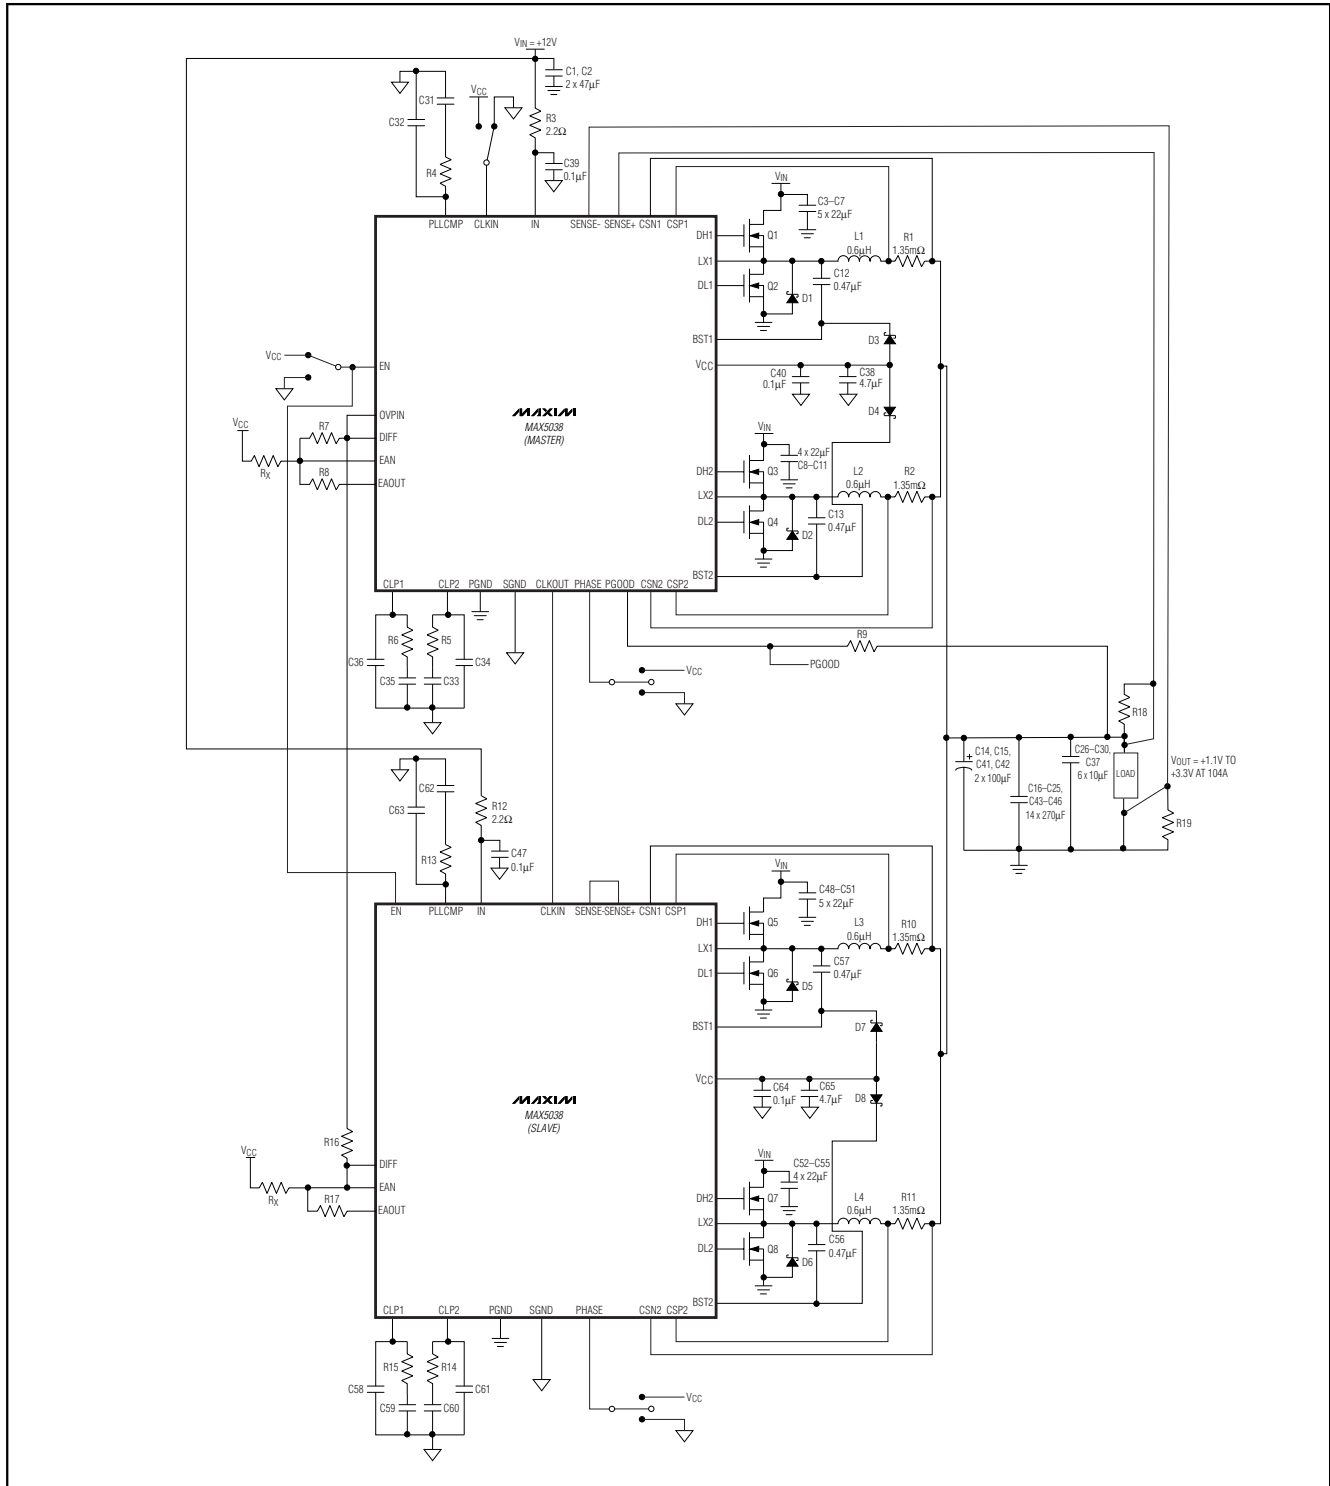 VIN = +12V
C1, C2
2 x 47μF
C31
C32
R4
VCC
R3
2.2Ω
C39
0.1μF
PLLCMP
CLKIN
IN
SENSE-
SENSE+
CSN1
CSP1
VIN
C3–C7
5 x 22μF
DH1
Q1
LX1
L1
0.6μH
R1
1.35mΩ
C12
0.47μF
DL1
Q2
D1
BST1
D3
VCC
EN
VCC
C40
0.1μF
C38
4.7μF
D4
OVPIN
VCC
R7
DIFF
EAN
RX
R8
EAOUT
MAXIM
MAX5038
(MASTER)
VIN
4 x 22μF
C8–C11
DH2
Q3
LX2
L2
0.6μH
R2
1.35mΩ
C13
0.47μF
DL2
Q4
D2
BST2
CLP1
CLP2
PGND
SGND
CLKOUT
PHASE
PGOOD
CSN2
CSP2
R6
R5
C36
C34
C35
C33
R9
PGOOD
VCC
R18
C14, C15,
C41, C42
2 x 100μF
C16–C25,
C43–C46
14 x 270μF
C26–C30,
C37
6 x 10μF
LOAD
VOUT = +1.1V TO
+3.3V AT 104A
R19
C62
C63
R13
R12
2.2Ω
C47
0.1μF
EN
PLLCMP
IN
CLKIN
SENSE-
SENSE+
CSN1
CSP1
VIN
C48–C51
5 x 22μF
DH1
Q5
LX1
L3
0.6μH
R10
1.35mΩ
C57
0.47μF
DL1
Q6
D5
BST1
D7
VCC
C64
0.1μF
C65
4.7μF
D8
MAXIM
MAX5038
(SLAVE)
R16
VCC
DIFF
EAN
RX
R17
EAOUT
VIN
C52–C55
4 x 22μF
DH2
Q7
LX2
L4
0.6μH
R11
1.35mΩ
C56
0.47μF
DL2
Q8
D6
BST2
CLP1
CLP2
PGND
SGND
PHASE
CSN2
CSP2
R15
R14
C58
C61
C59
C60
VCC